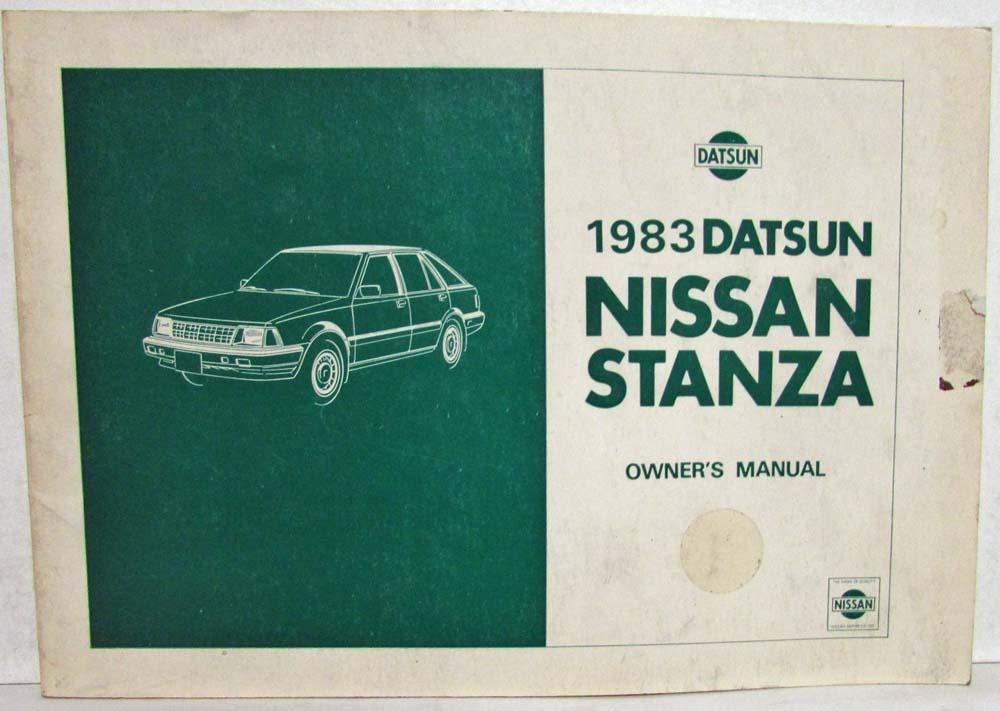 DATSUN
1983 DATSUN
NISSAN
STANZA
OWNER'S MANUAL
NISSAN